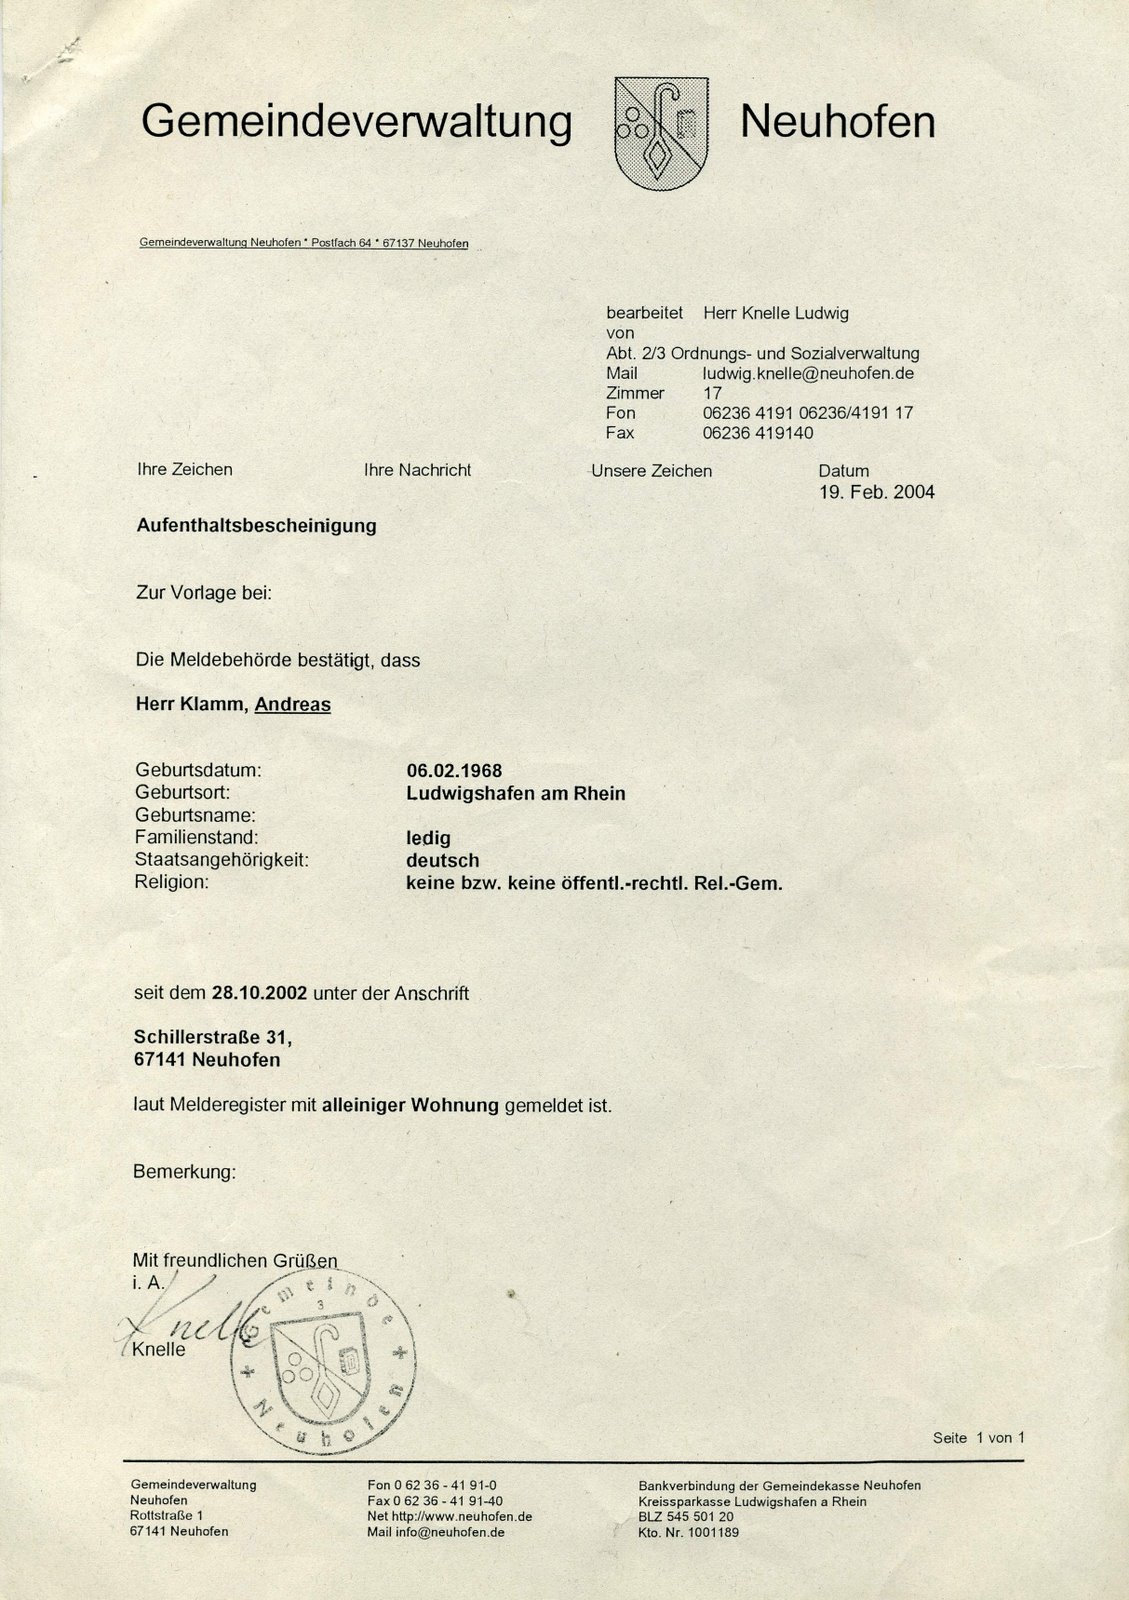 Gemeindeverwaltung Neuhofen
Gemeindeverwaltung Neuhofen * Postfach 64 * 67137 Neuhofen
bearbeitet Herr Knelle Ludwig
von
Abt. 2/3 Ordnungs- und Sozialverwaltung
Mail ludwig.knelle@neuhofen.de
Zimmer 17
Fon 06236 4191 06236/4191 17
Fax 06236 419140
Ihre Zeichen Ihre Nachricht Unsere Zeichen Datum
19. Feb. 2004
Aufenthaltsbescheinigung
Zur Vorlage bei:
Die Meldebehörde bestätigt, dass
Herr Klamm, Andreas
Geburtsdatum: 06.02.1968
Geburtsort: Ludwigshafen am Rhein
Geburtsname:
Familienstand: ledig
Staatsangehörigkeit: deutsch
Religion: keine bzw. keine öffentl.-rechtl. Rel.-Gem.
seit dem 28.10.2002 unter der Anschrift
Schillerstraße 31,
67141 Neuhofen
laut Melderegister mit alleiniger Wohnung gemeldet ist.
Bemerkung:
Mit freundlichen Grüßen
i. A.
Knelle
Knelle
Gemeinde
3
Neuhofen
Seite 1 von 1
Gemeindeverwaltung
Neuhofen
Rottstraße 1
67141 Neuhofen
Fon 0 62 36 - 41 91-0
Fax 0 62 36 - 41 91-40
Net http://www.neuhofen.de
Mail info@neuhofen.de
Bankverbindung der Gemeindekasse Neuhofen
Kreissparkasse Ludwigshafen a Rhein
BLZ 545 501 20
Kto. Nr. 1001189